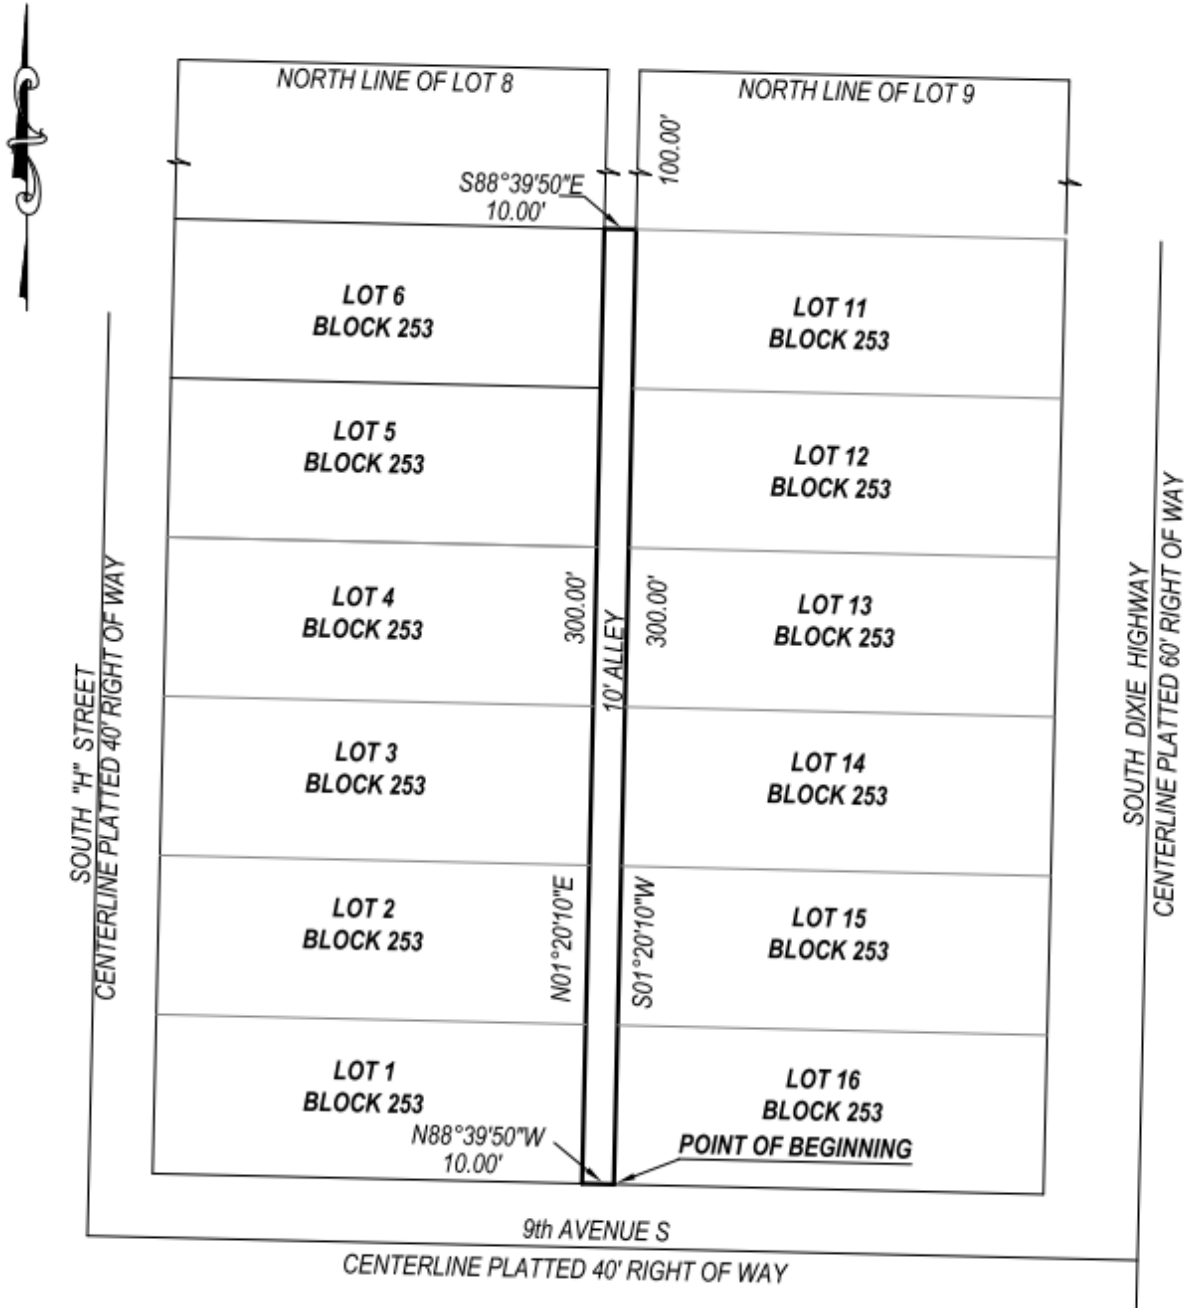 NORTH LINE OF LOT 8
NORTH LINE OF LOT 9
100.00'
S88°39'50"E
10.00'
LOT 6
BLOCK 253
LOT 11
BLOCK 253
LOT 5
BLOCK 253
LOT 12
BLOCK 253
LOT 4
BLOCK 253
300.00'
10' ALLEY
300.00'
LOT 13
BLOCK 253
SOUTH "H" STREET
CENTERLINE PLATTED 40' RIGHT OF WAY
SOUTH DIXIE HIGHWAY
CENTERLINE PLATTED 60' RIGHT OF WAY
LOT 3
BLOCK 253
LOT 14
BLOCK 253
LOT 2
BLOCK 253
N01°20'10"E
S01°20'10"W
LOT 15
BLOCK 253
LOT 1
BLOCK 253
LOT 16
BLOCK 253
N88°39'50"W
10.00'
POINT OF BEGINNING
9th AVENUE S
CENTERLINE PLATTED 40' RIGHT OF WAY